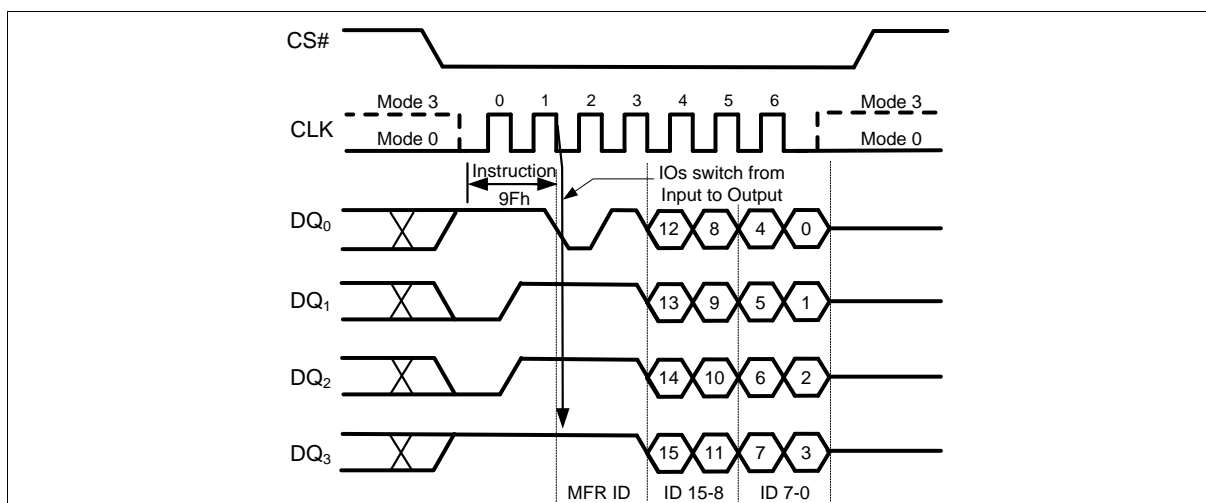 CS#
0 1 2 3 4 5 6
Mode 3 Mode 3
CLK
Mode 0 Mode 0
Instruction IOs switch from
9Fh Input to Output
DQ0 12 8 4 0
DQ1 13 9 5 1
DQ2 14 10 6 2
DQ3 15 11 7 3
MFR ID ID 15-8 ID 7-0